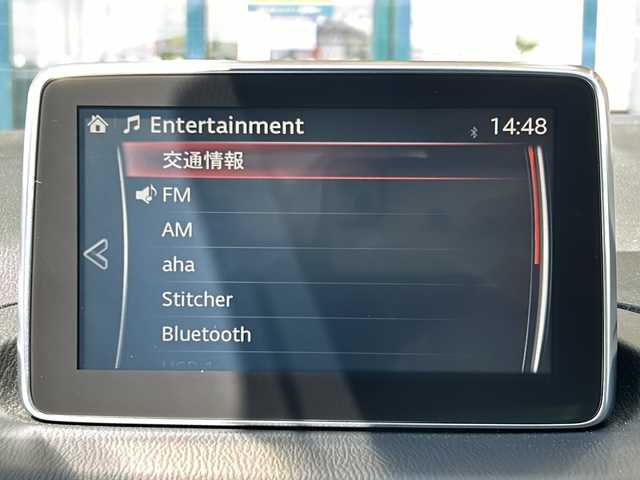 Entertainment 14:48
交通情報
FM
AM
aha
Stitcher
Bluetooth